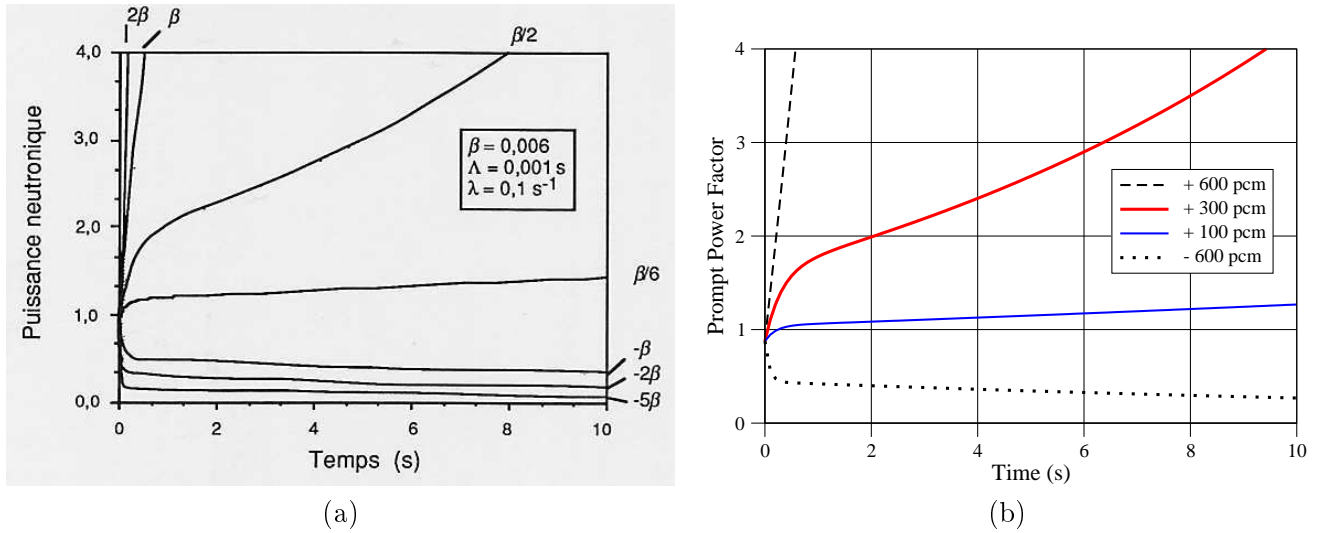 2β
β
β/2
4,0
3,0
2,0
1,0
0,0
Puissance neutronique
β = 0,006
Λ = 0,001 s
λ = 0,1 s-1
β/6
-β
-2β
-5β
0
2
4
6
8
10
Temps (s)
(a)
4
3
2
1
0
Prompt Power Factor
+ 600 pcm
+ 300 pcm
+ 100 pcm
- 600 pcm
0
2
4
6
8
10
Time (s)
(b)